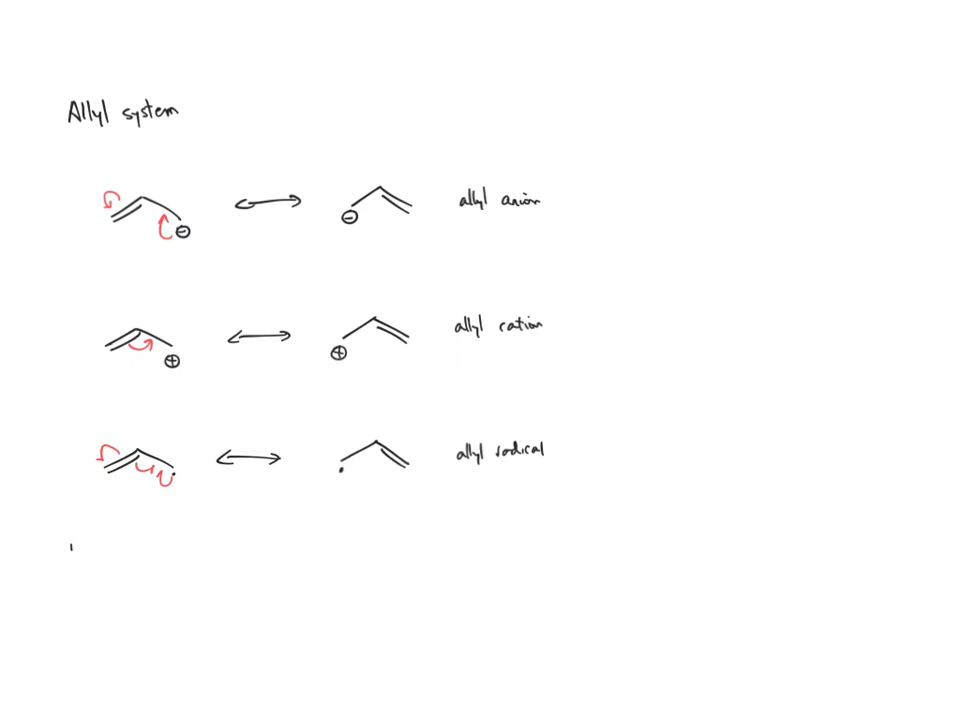 Allyl system
⊖ ⊖ allyl anion
⊕ ⊕ allyl cation
allyl radical